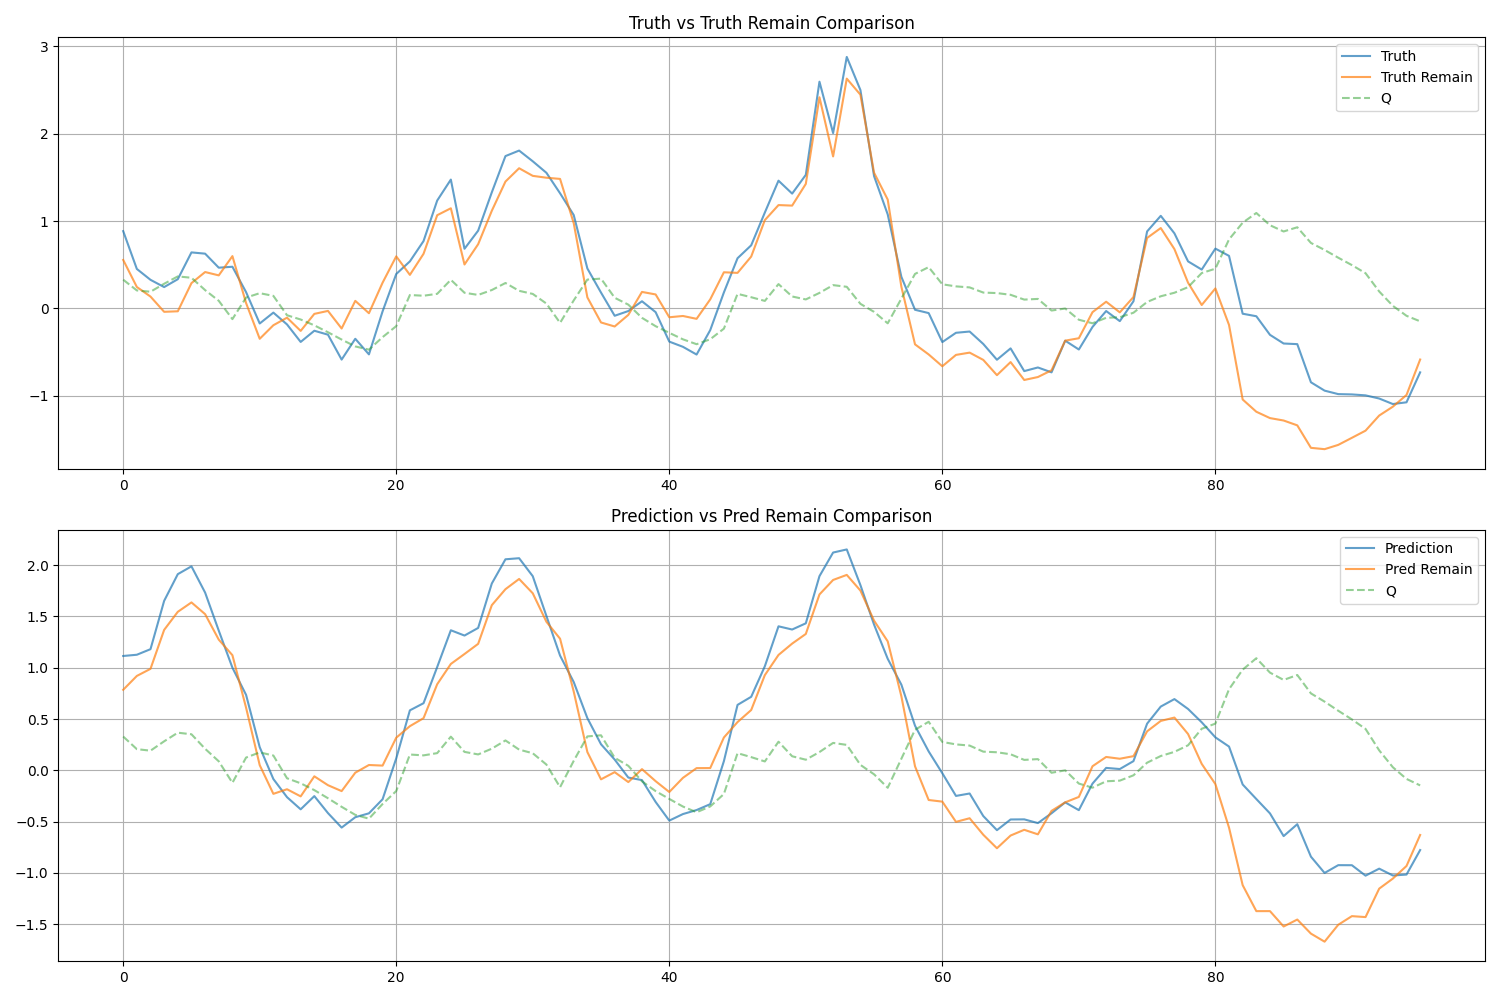 Truth vs Truth Remain Comparison
3
2
1
0
−1
0 20 40 60 80
Truth
Truth Remain
Q
Prediction vs Pred Remain Comparison
2.0
1.5
1.0
0.5
0.0
−0.5
−1.0
−1.5
0 20 40 60 80
Prediction
Pred Remain
Q